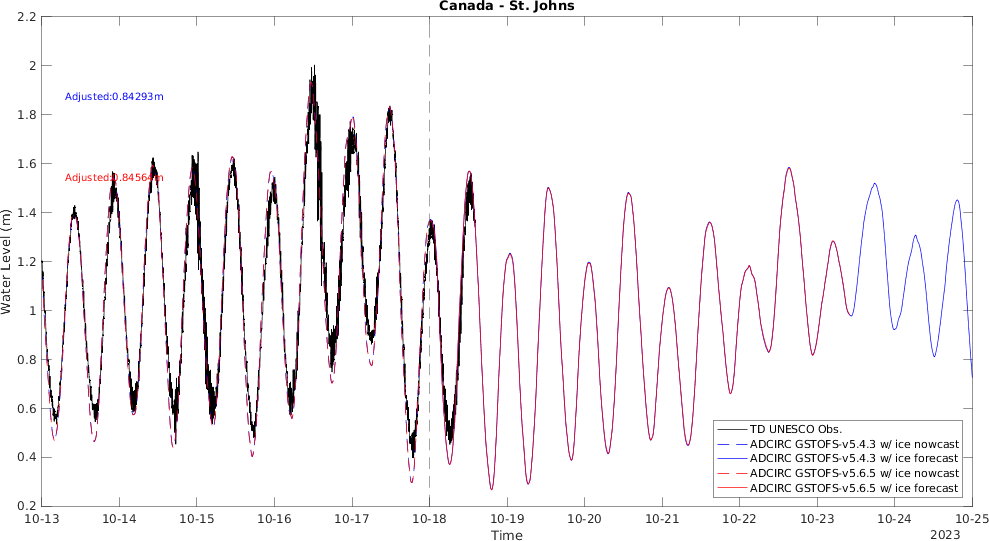 Canada - St. Johns
2.2
2
1.8
1.6
1.4
1.2
1
0.8
0.6
0.4
0.2
Water Level (m)
Adjusted:0.84293m
Adjusted:0.84564m
TD UNESCO Obs.
ADCIRC GSTOFS-v5.4.3 w/ ice nowcast
ADCIRC GSTOFS-v5.4.3 w/ ice forecast
ADCIRC GSTOFS-v5.6.5 w/ ice nowcast
ADCIRC GSTOFS-v5.6.5 w/ ice forecast
10-13 10-14 10-15 10-16 10-17 10-18 10-19 10-20 10-21 10-22 10-23 10-24 10-25
Time
2023